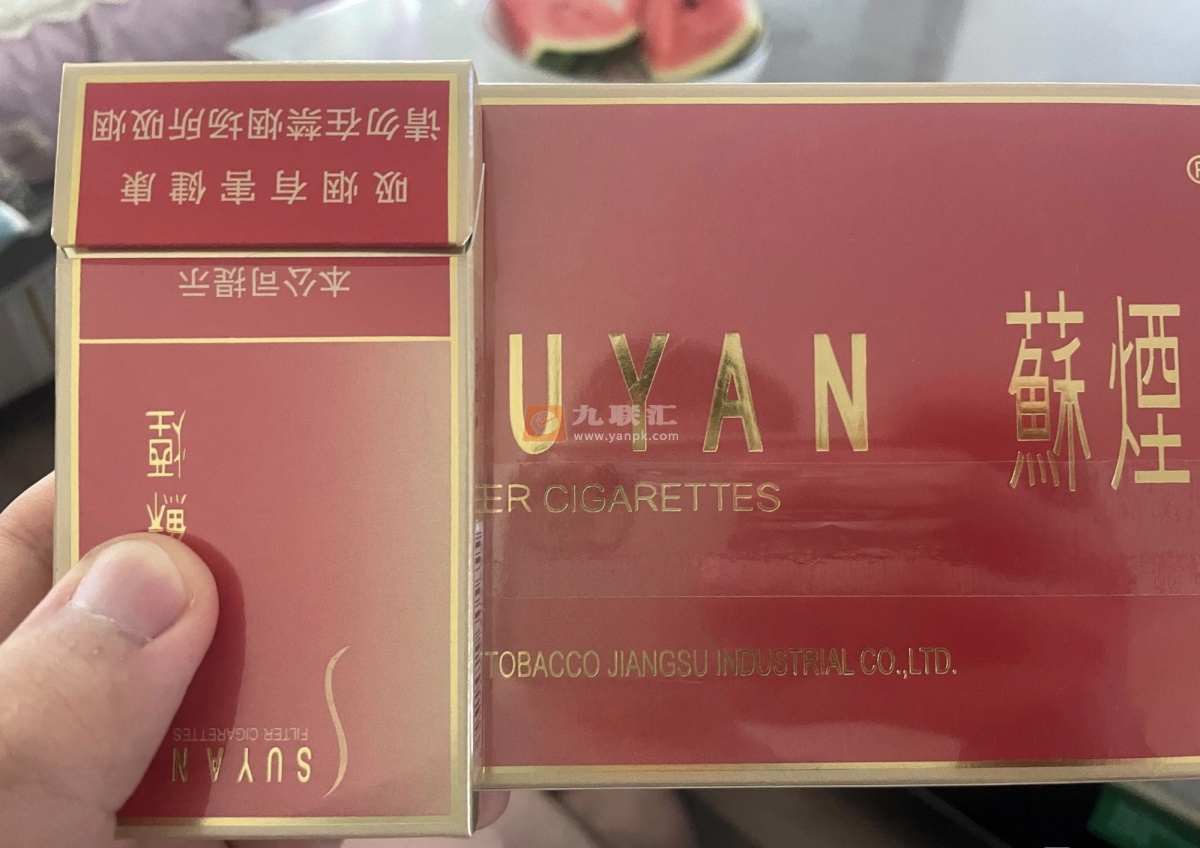 本公司提示
吸烟有害健康
请勿在禁烟场所吸烟
蘇煙
SUYAN
FILTER CIGARETTES
®
UYAN
蘇煙
ER CIGARETTES
TOBACCO JIANGSU INDUSTRIAL CO.,LTD.
九联汇
www.yanpk.com